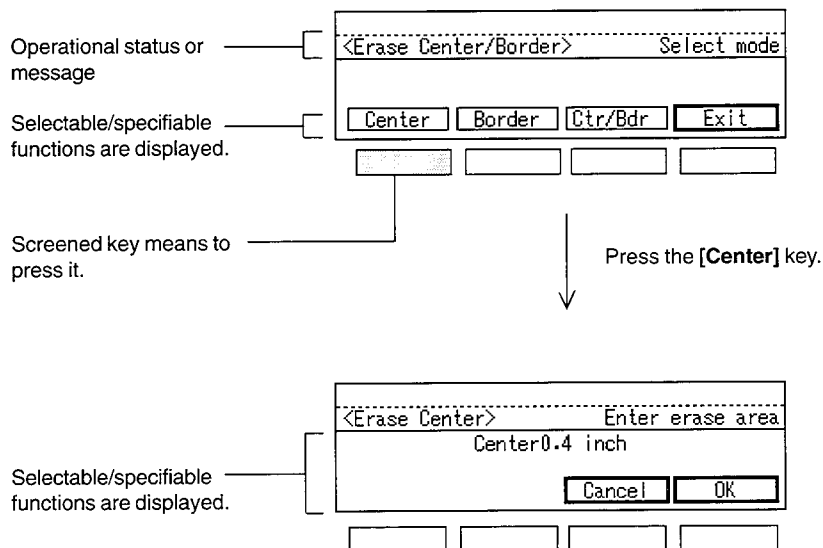 Operational status or
message
<Erase Center/Border> Select mode
Selectable/specifiable
functions are displayed.
Center Border Ctr/Bdr Exit
Screened key means to
press it.
Press the [Center] key.
<Erase Center> Enter erase area
Center0.4 inch
Selectable/specifiable
functions are displayed.
Cancel OK